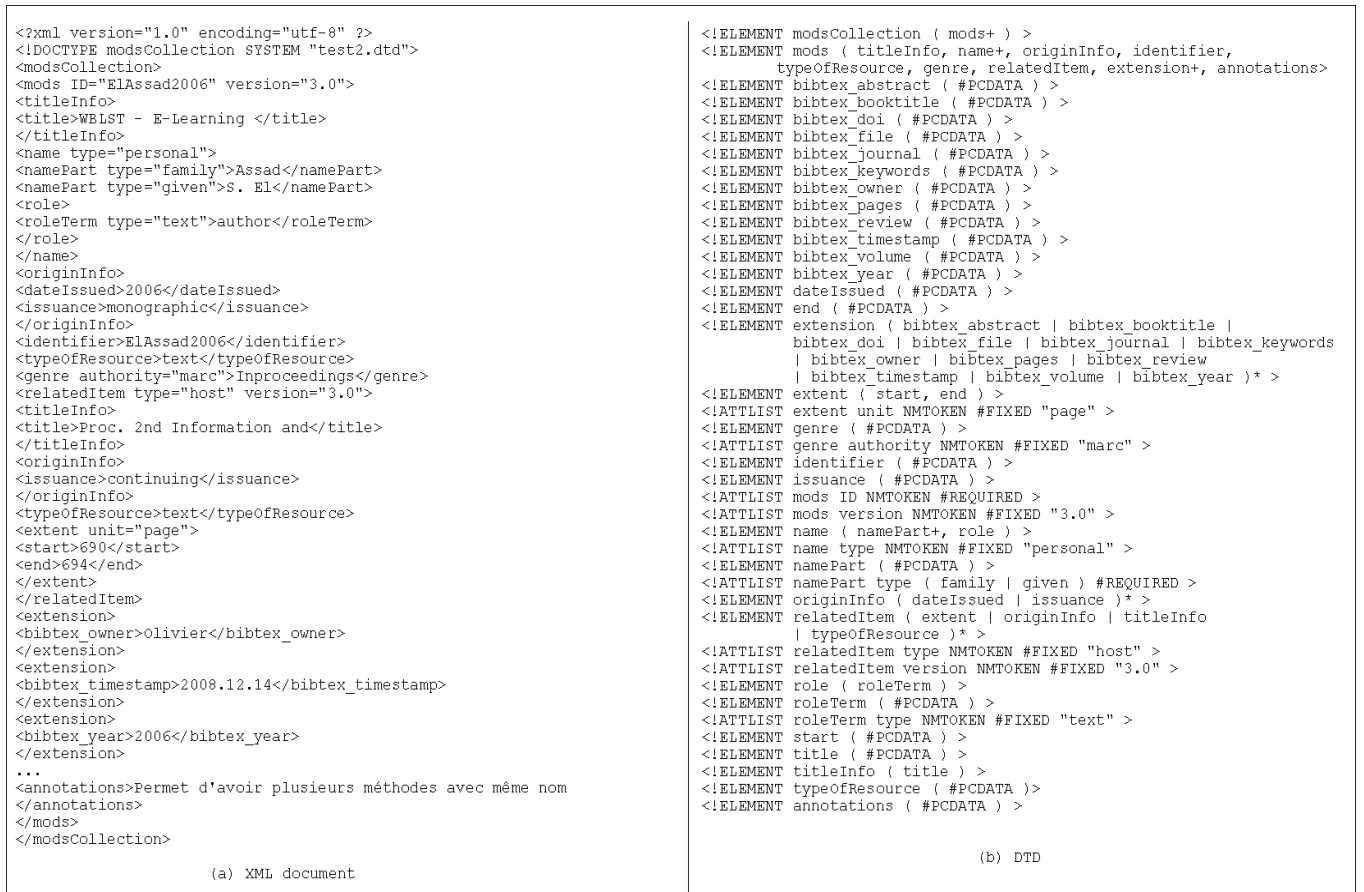 <?xml version="1.0" encoding="utf-8" ?>
<!DOCTYPE modsCollection SYSTEM "test2.dtd">
<modsCollection>
<mods ID="ElAssad2006" version="3.0">
<titleInfo>
<title>WBLST - E-Learning </title>
</titleInfo>
<name type="personal">
<namePart type="family">Assad</namePart>
<namePart type="given">S. El</namePart>
<role>
<roleTerm type="text">author</roleTerm>
</role>
</name>
<originInfo>
<dateIssued>2006</dateIssued>
<issuance>monographic</issuance>
</originInfo>
<identifier>ElAssad2006</identifier>
<typeOfResource>text</typeOfResource>
<genre authority="marc">Inproceedings</genre>
<relatedItem type="host" version="3.0">
<titleInfo>
<title>Proc. 2nd Information and</title>
</titleInfo>
<originInfo>
<issuance>continuing</issuance>
</originInfo>
<typeOfResource>text</typeOfResource>
<extent unit="page">
<start>690</start>
<end>694</end>
</extent>
</relatedItem>
<extension>
<bibtex_owner>Olivier</bibtex_owner>
</extension>
<extension>
<bibtex_timestamp>2008.12.14</bibtex_timestamp>
</extension>
<extension>
<bibtex_year>2006</bibtex_year>
</extension>
...
<annotations>Permet d'avoir plusieurs méthodes avec même nom
</annotations>
</mods>
</modsCollection>
(a) XML document
<!ELEMENT modsCollection ( mods+ ) >
<!ELEMENT mods ( titleInfo, name+, originInfo, identifier,
typeOfResource, genre, relatedItem, extension+, annotations>
<!ELEMENT bibtex_abstract ( #PCDATA ) >
<!ELEMENT bibtex_booktitle ( #PCDATA ) >
<!ELEMENT bibtex_doi ( #PCDATA ) >
<!ELEMENT bibtex_file ( #PCDATA ) >
<!ELEMENT bibtex_journal ( #PCDATA ) >
<!ELEMENT bibtex_keywords ( #PCDATA ) >
<!ELEMENT bibtex_owner ( #PCDATA ) >
<!ELEMENT bibtex_pages ( #PCDATA ) >
<!ELEMENT bibtex_review ( #PCDATA ) >
<!ELEMENT bibtex_timestamp ( #PCDATA ) >
<!ELEMENT bibtex_volume ( #PCDATA ) >
<!ELEMENT bibtex_year ( #PCDATA ) >
<!ELEMENT dateIssued ( #PCDATA ) >
<!ELEMENT end ( #PCDATA ) >
<!ELEMENT extension ( bibtex_abstract | bibtex_booktitle |
bibtex_doi | bibtex_file | bibtex_journal | bibtex_keywords
| bibtex_owner | bibtex_pages | bibtex_review
| bibtex_timestamp | bibtex_volume | bibtex_year )* >
<!ELEMENT extent ( start, end ) >
<!ATTLIST extent unit NMTOKEN #FIXED "page" >
<!ELEMENT genre ( #PCDATA ) >
<!ATTLIST genre authority NMTOKEN #FIXED "marc" >
<!ELEMENT identifier ( #PCDATA ) >
<!ELEMENT issuance ( #PCDATA ) >
<!ATTLIST mods ID NMTOKEN #REQUIRED >
<!ATTLIST mods version NMTOKEN #FIXED "3.0" >
<!ELEMENT name ( namePart+, role ) >
<!ATTLIST name type NMTOKEN #FIXED "personal" >
<!ELEMENT namePart ( #PCDATA ) >
<!ATTLIST namePart type ( family | given ) #REQUIRED >
<!ELEMENT originInfo ( dateIssued | issuance )* >
<!ELEMENT relatedItem ( extent | originInfo | titleInfo
| typeOfResource )* >
<!ATTLIST relatedItem type NMTOKEN #FIXED "host" >
<!ATTLIST relatedItem version NMTOKEN #FIXED "3.0" >
<!ELEMENT role ( roleTerm ) >
<!ELEMENT roleTerm ( #PCDATA ) >
<!ATTLIST roleTerm type NMTOKEN #FIXED "text" >
<!ELEMENT start ( #PCDATA ) >
<!ELEMENT title ( #PCDATA ) >
<!ELEMENT titleInfo ( title ) >
<!ELEMENT typeOfResource ( #PCDATA )>
<!ELEMENT annotations ( #PCDATA ) >
(b) DTD